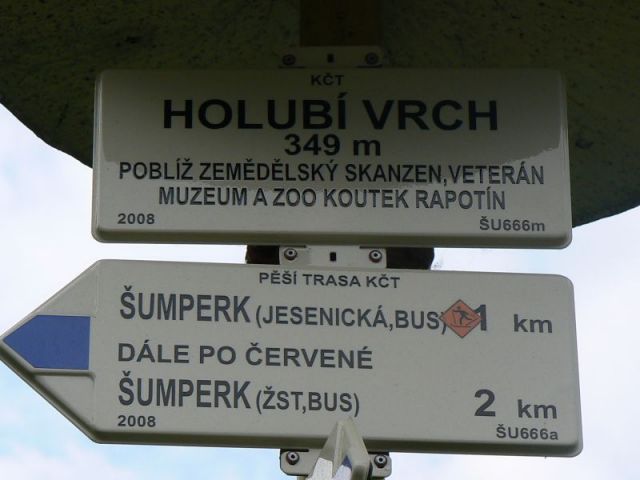 KČT
HOLUBÍ VRCH
349 m
POBLÍŽ ZEMĚDĚLSKÝ SKANZEN,VETERÁN
MUZEUM A ZOO KOUTEK RAPOTÍN
2008 ŠU666m
PĚŠÍ TRASA KČT
ŠUMPERK (JESENICKÁ,BUS) 1 km
DÁLE PO ČERVENÉ
ŠUMPERK (ŽST,BUS) 2 km
2008 ŠU666a